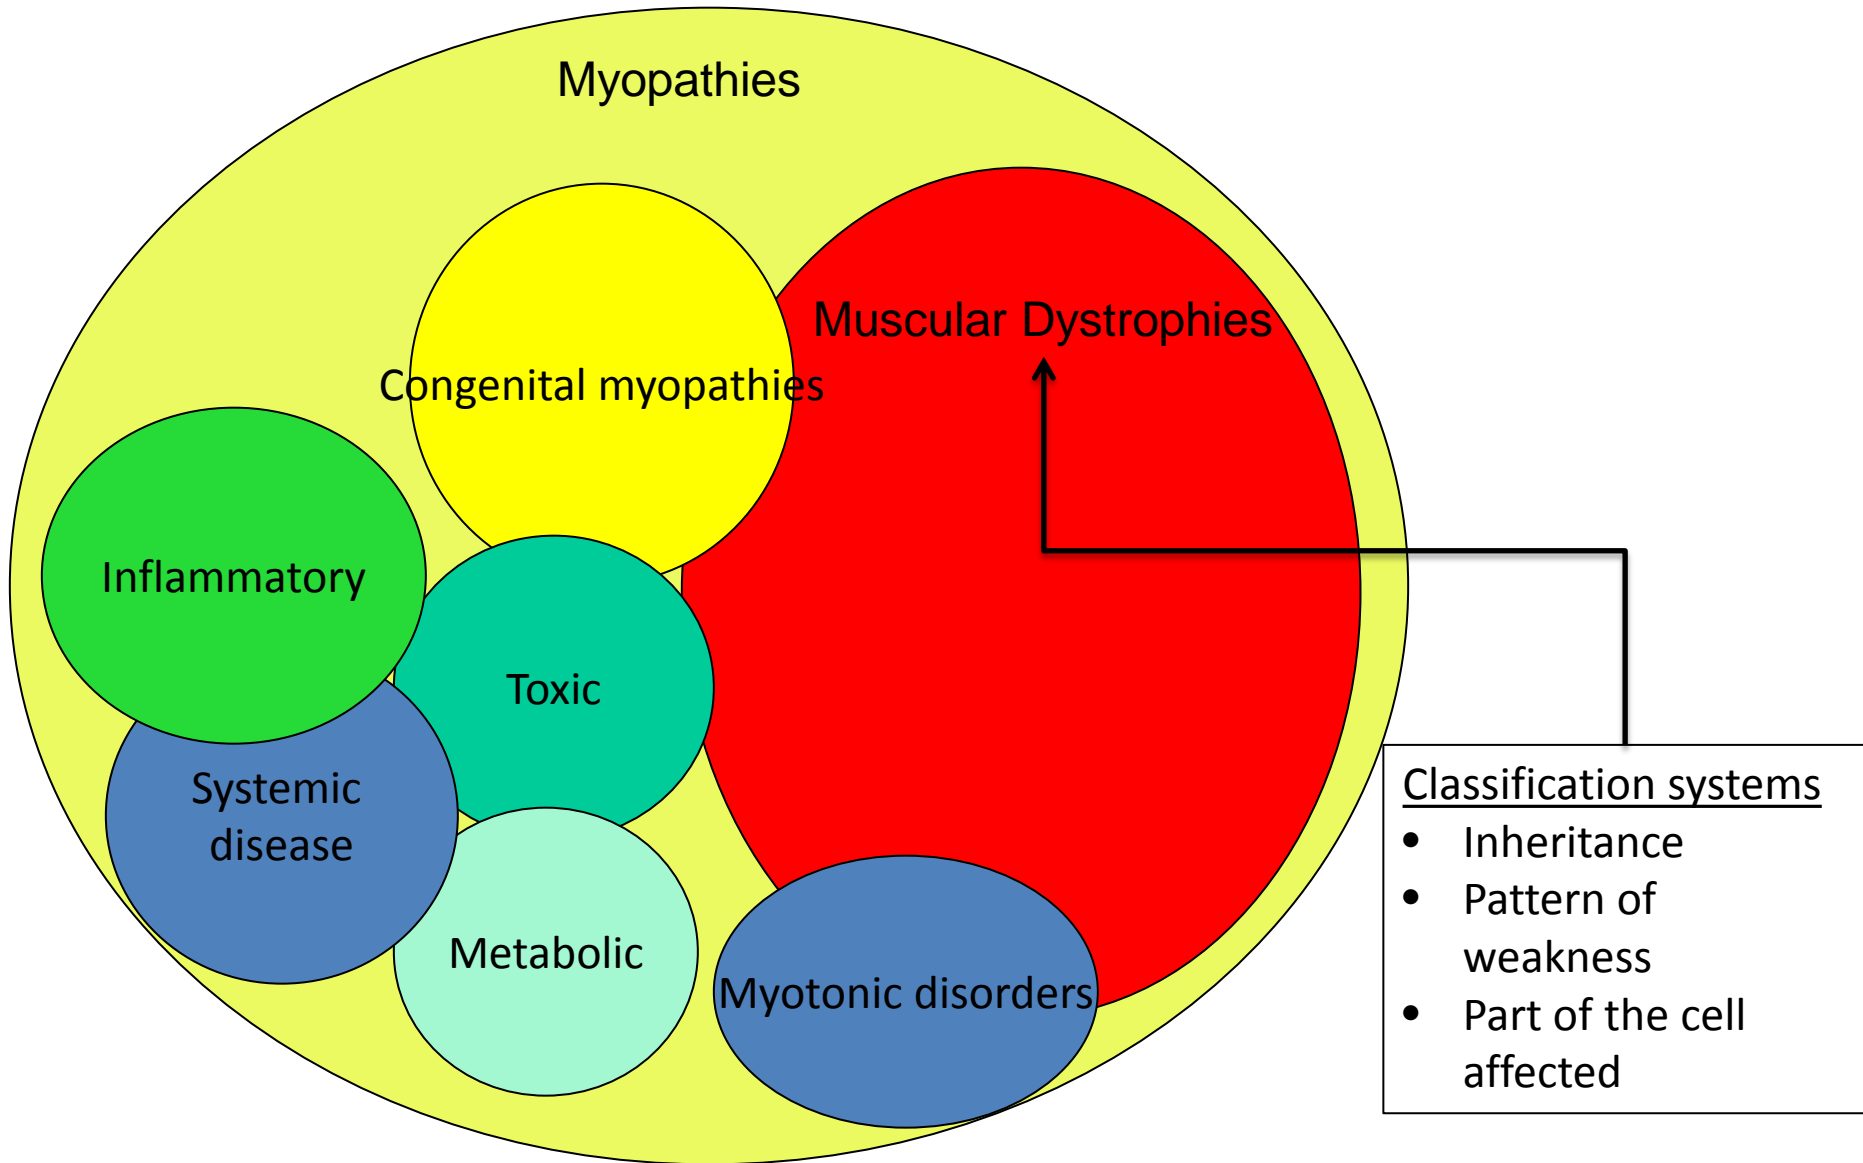 Myopathies
Muscular Dystrophies
Congenital myopathies
Inflammatory
Toxic
Systemic
disease
Metabolic
Myotonic disorders
Classification systems
• Inheritance
• Pattern of
weakness
• Part of the cell
affected